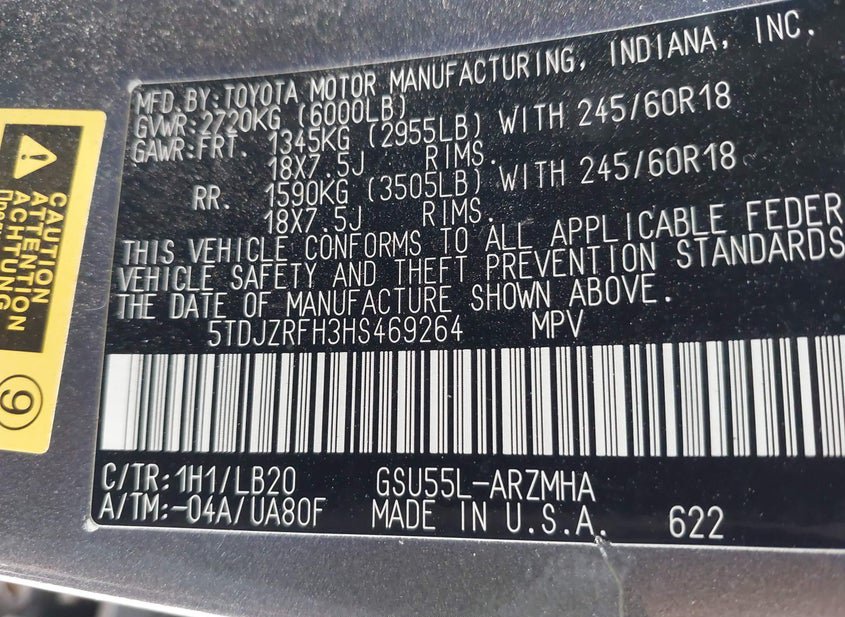 MFD. BY: TOYOTA MOTOR MANUFACTURING, INDIANA, INC.
GVWR: 2720KG (6000LB)
GAWR: FRT. 1345KG (2955LB) WITH 245/60R18
18X7.5J RIMS.
RR. 1590KG (3505LB) WITH 245/60R18
18X7.5J RIMS.
THIS VEHICLE CONFORMS TO ALL APPLICABLE FEDER
VEHICLE SAFETY AND THEFT PREVENTION STANDARDS
THE DATE OF MANUFACTURE SHOWN ABOVE.
5TDJZRFH3HS469264 MPV
C/TR: 1H1/LB20 GSU55L-ARZMHA
A/TM: -04A/UA80F MADE IN U.S.A. 622
CAUTION
ATTENTION
ACHTUNG
9